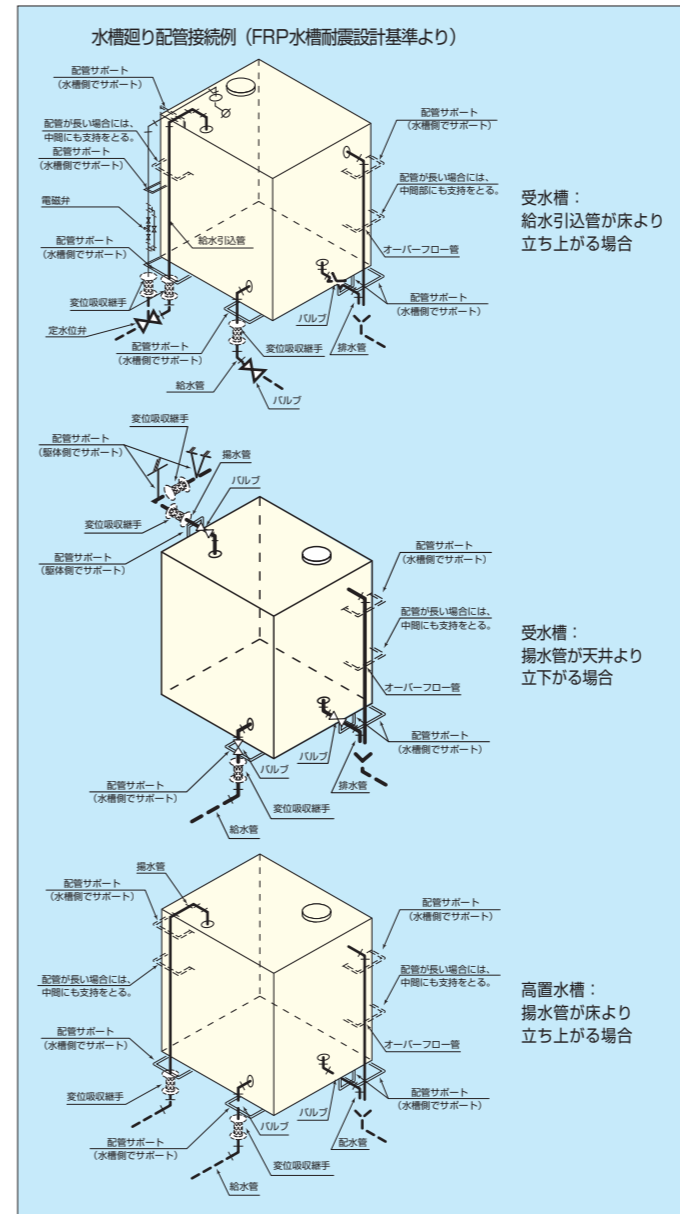 水槽廻り配管接続例（FRP水槽耐震設計基準より）
配管サポート
（水槽側でサポート）
配管が長い場合には、
中間にも支持をとる。
配管サポート
（水槽側でサポート）
電磁弁
配管サポート
（水槽側でサポート）
変位吸収継手
定水位弁
給水引込管
配管サポート
（水槽側でサポート）
給水管
変位吸収継手
バルブ
バルブ
排水管
配管サポート
（水槽側でサポート）
配管が長い場合には、
中間部にも支持をとる。
オーバーフロー管
配管サポート
（水槽側でサポート）
受水槽：
給水引込管が床より
立ち上がる場合
変位吸収継手
配管サポート
（駆体側でサポート）
揚水管
バルブ
変位吸収継手
配管サポート
（駆体側でサポート）
配管サポート
（水槽側でサポート）
配管が長い場合には、
中間にも支持をとる。
オーバーフロー管
配管サポート
（水槽側でサポート）
バルブ
排水管
バルブ
配管サポート
（水槽側でサポート）
変位吸収継手
給水管
受水槽：
揚水管が天井より
立下がる場合
揚水管
配管サポート
（水槽側でサポート）
配管が長い場合には、
中間にも支持をとる。
配管サポート
（水槽側でサポート）
変位吸収継手
配管サポート
（水槽側でサポート）
バルブ
変位吸収継手
給水管
配管サポート
（水槽側でサポート）
配管が長い場合には、
中間にも支持をとる。
オーバーフロー管
バルブ
配管サポート
（水槽側でサポート）
配水管
高置水槽：
揚水管が床より
立ち上がる場合